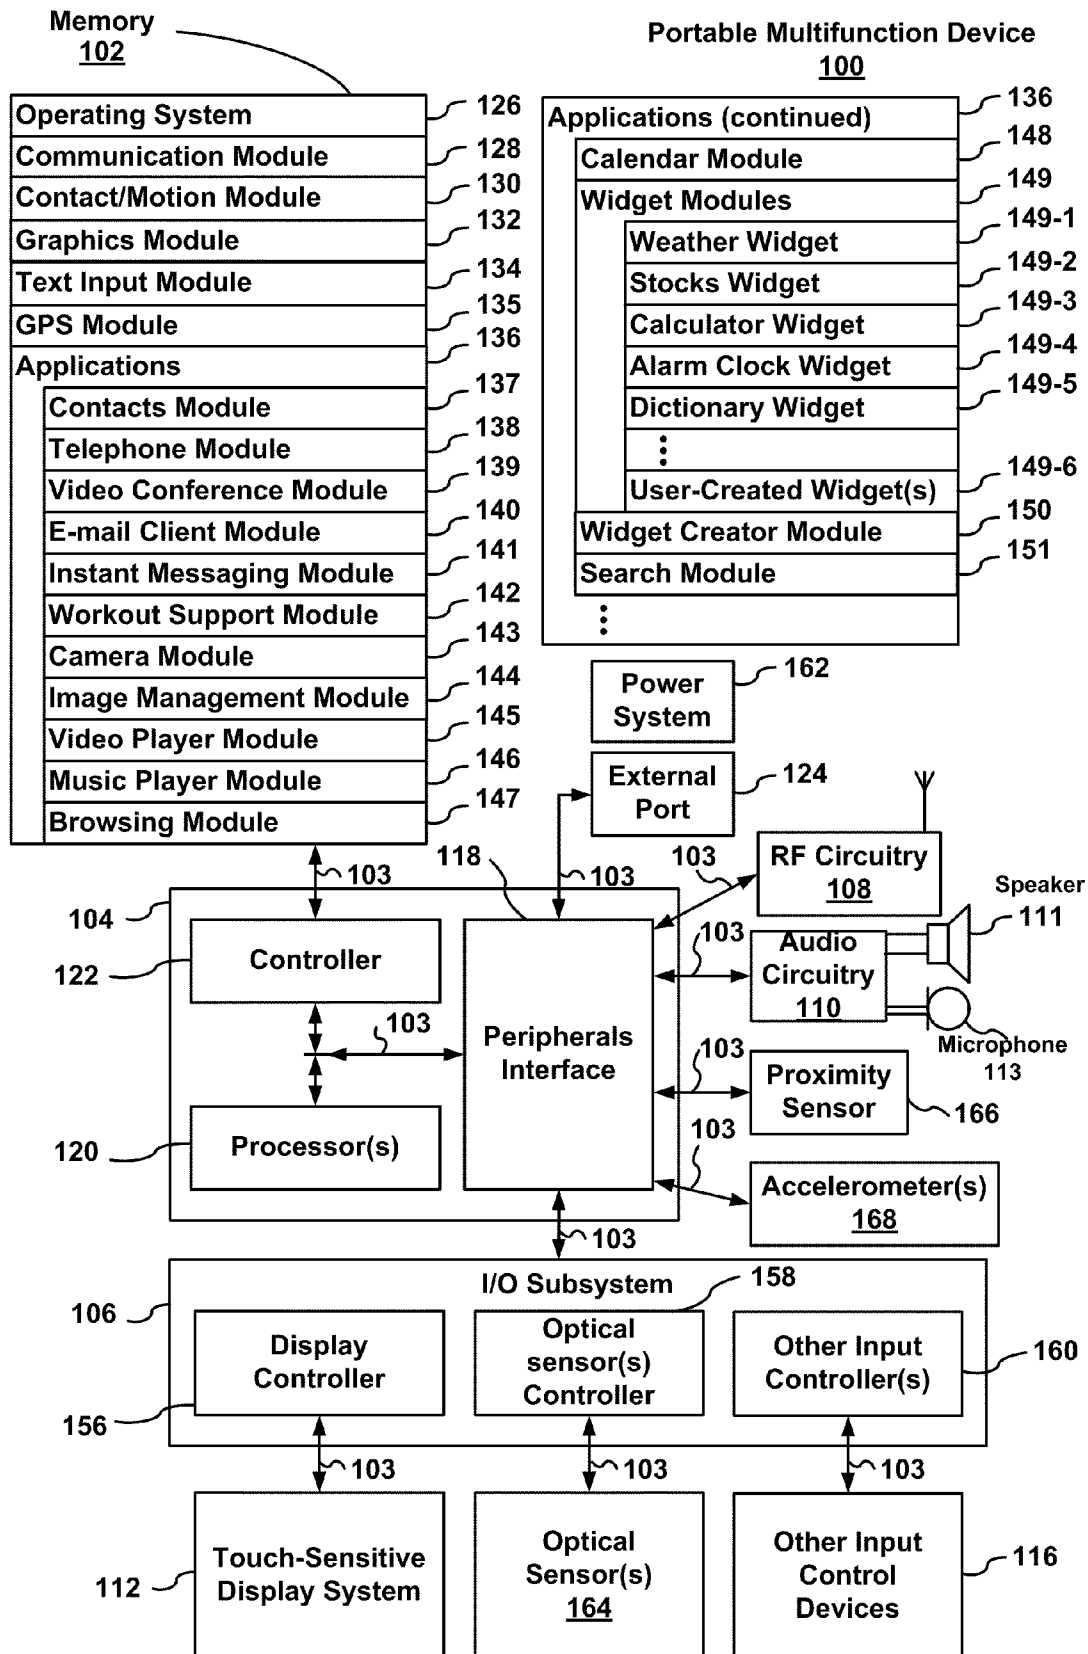 Memory
102
Portable Multifunction Device
100
Operating System
126
Communication Module
128
Contact/Motion Module
130
Graphics Module
132
Text Input Module
134
GPS Module
135
Applications
136
Contacts Module
137
Telephone Module
138
Video Conference Module
139
E-mail Client Module
140
Instant Messaging Module
141
Workout Support Module
142
Camera Module
143
Image Management Module
144
Video Player Module
145
Music Player Module
146
Browsing Module
147
Applications (continued)
136
Calendar Module
148
Widget Modules
149
Weather Widget
149-1
Stocks Widget
149-2
Calculator Widget
149-3
Alarm Clock Widget
149-4
Dictionary Widget
149-5
User-Created Widget(s)
149-6
Widget Creator Module
150
Search Module
151
Power
System
162
External
Port
124
103
118
103
103
RF Circuitry
108
Speaker
111
104
Controller
122
103
Audio
Circuitry
110
Microphone
113
103
Peripherals
Interface
103
Proximity
Sensor
166
Processor(s)
120
103
Accelerometer(s)
168
103
I/O Subsystem
158
106
Display
Controller
156
Optical
sensor(s)
Controller
Other Input
Controller(s)
160
103
103
103
Touch-Sensitive
Display System
112
Optical
Sensor(s)
164
Other Input
Control
Devices
116